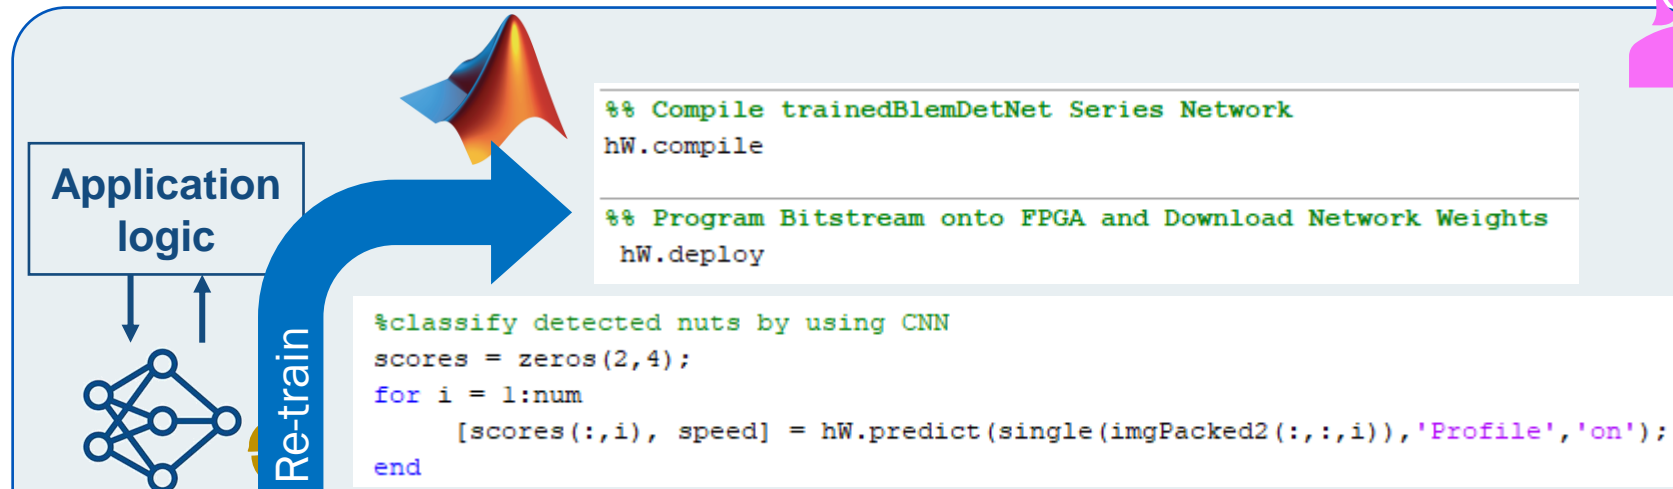 %% Compile trainedBlemDetNet Series Network
hW.compile
%% Program Bitstream onto FPGA and Download Network Weights
hW.deploy
Application
logic
Re-train
%classify detected nuts by using CNN
scores = zeros(2,4);
for i = 1:num
[scores(:,i), speed] = hW.predict(single(imgPacked2(:,:,i)),'Profile','on');
end